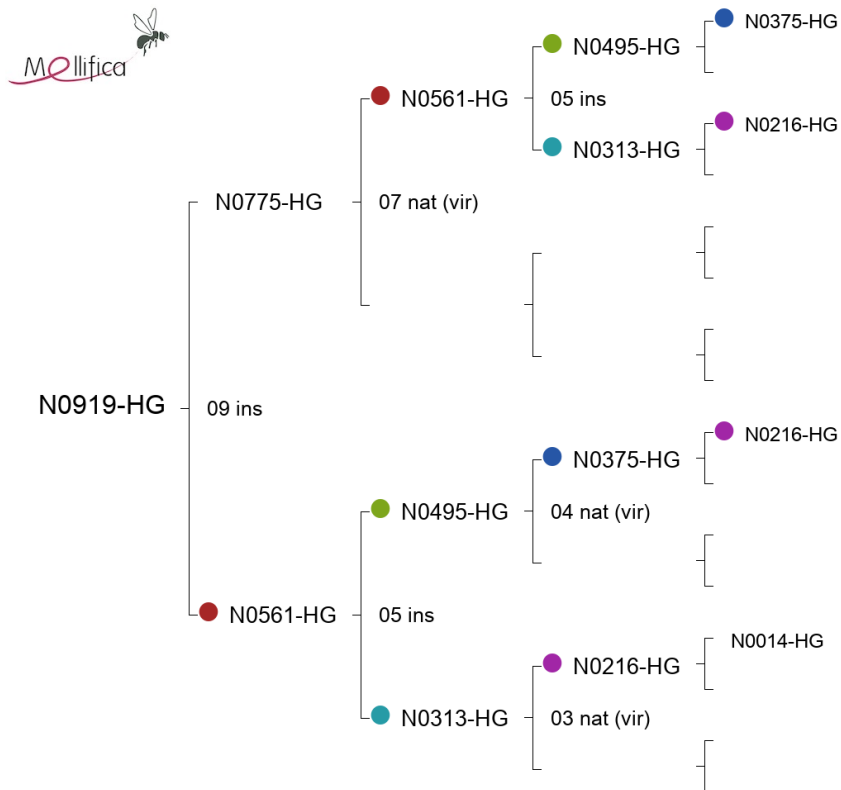 Mellifica
N0375-HG
N0495-HG
N0561-HG
05 ins
N0216-HG
N0313-HG
N0775-HG
07 nat (vir)
N0919-HG
09 ins
N0216-HG
N0375-HG
N0495-HG
04 nat (vir)
N0561-HG
05 ins
N0014-HG
N0216-HG
N0313-HG
03 nat (vir)